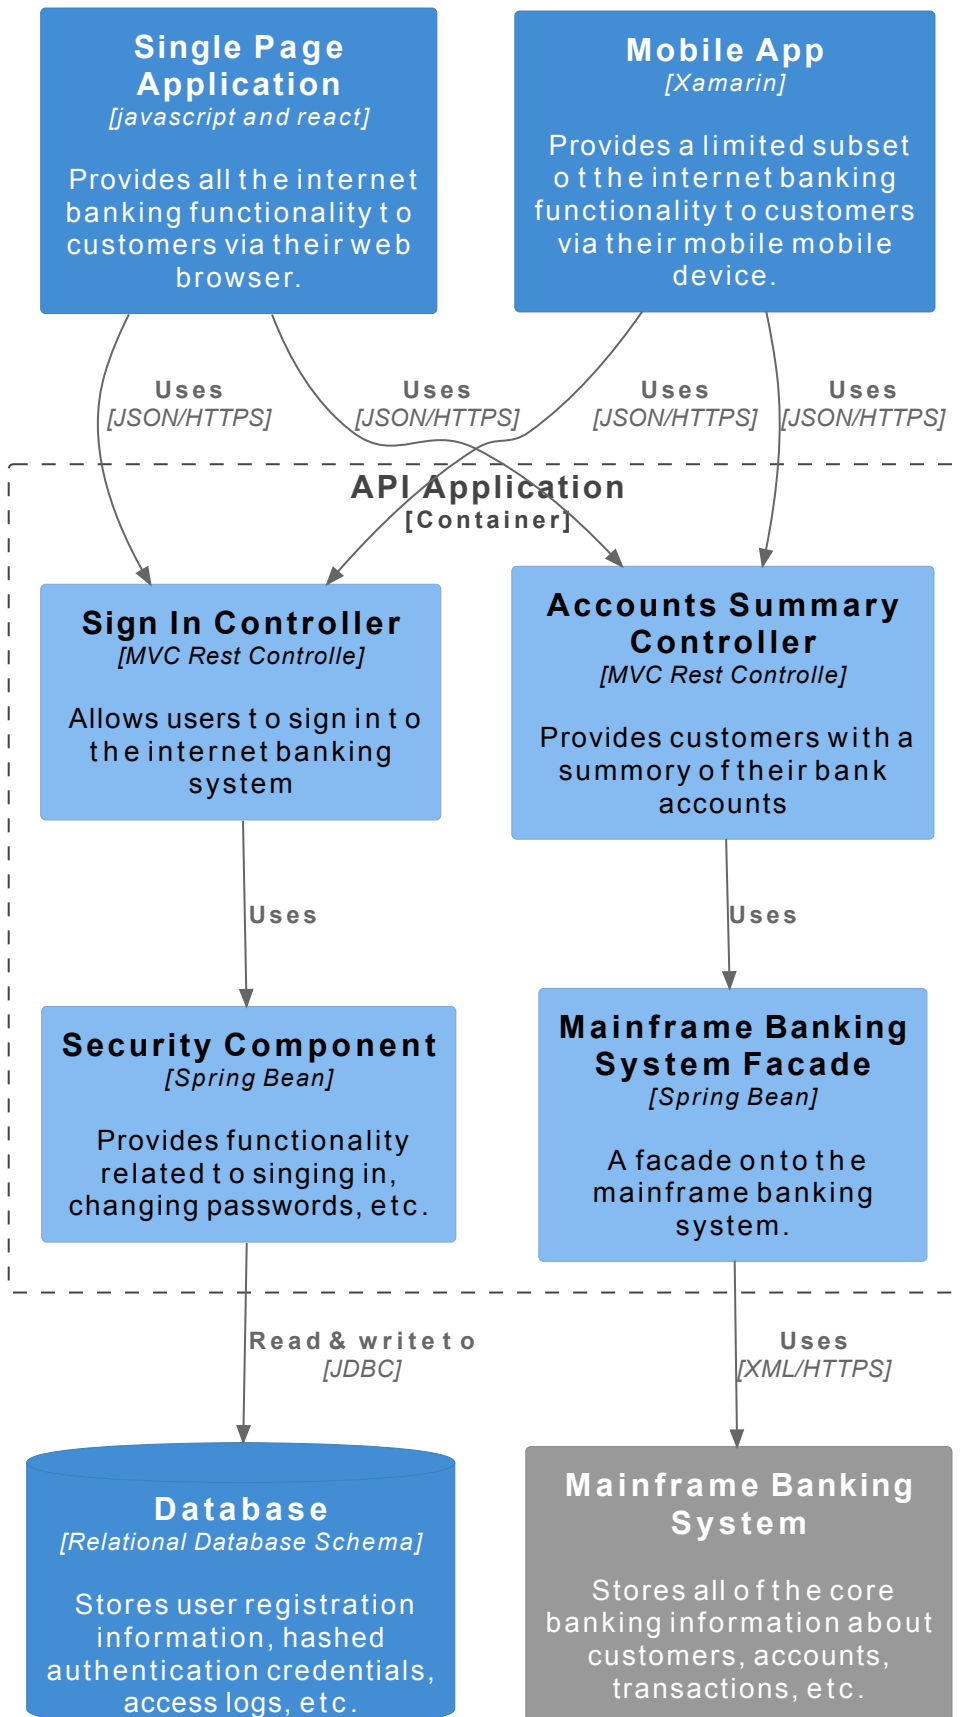 Single Page
Application
[javascript and react]
Provides all the internet
banking functionality to
customers via their web
browser.
Mobile App
[Xamarin]
Provides a limited subset
ot the internet banking
functionality to customers
via their mobile mobile
device.
Uses
[JSON/HTTPS]
Uses
[JSON/HTTPS]
Uses
[JSON/HTTPS]
Uses
[JSON/HTTPS]
API Application
[Container]
Sign In Controller
[MVC Rest Controlle]
Allows users to sign in to
the internet banking
system
Accounts Summary
Controller
[MVC Rest Controlle]
Provides customers with a
summory of their bank
accounts
Uses
Uses
Security Component
[Spring Bean]
Provides functionality
related to singing in,
changing passwords, etc.
Mainframe Banking
System Facade
[Spring Bean]
A facade onto the
mainframe banking
system.
Read & write to
[JDBC]
Uses
[XML/HTTPS]
Database
[Relational Database Schema]
Stores user registration
information, hashed
authentication credentials,
access logs, etc.
Mainframe Banking
System
Stores all of the core
banking information about
customers, accounts,
transactions, etc.